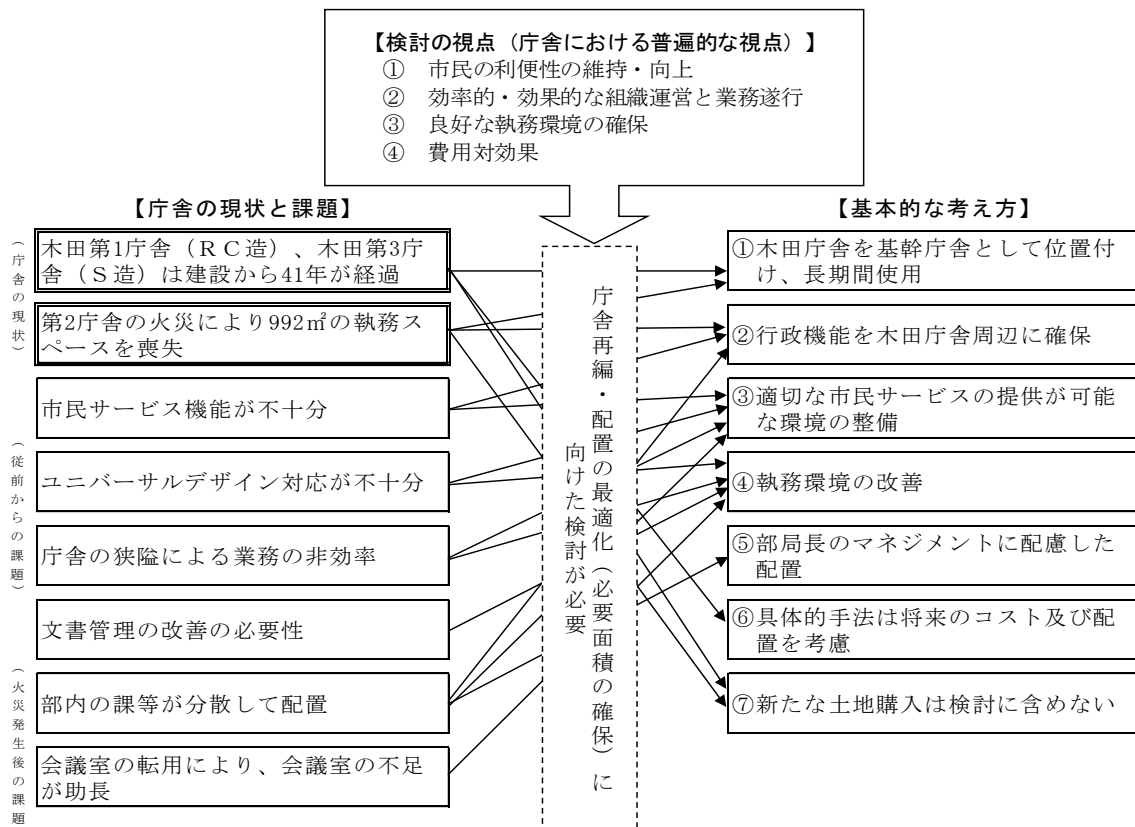 【検討の視点（庁舎における普遍的な視点）】
① 市民の利便性の維持・向上
② 効率的・効果的な組織運営と業務遂行
③ 良好な執務環境の確保
④ 費用対効果
【庁舎の現状と課題】
（庁舎の現状）
木田第1庁舎（ＲＣ造）、木田第3庁
舎（Ｓ造）は建設から41年が経過
第2庁舎の火災により992㎡の執務ス
ペースを喪失
（従前からの課題）
市民サービス機能が不十分
ユニバーサルデザイン対応が不十分
庁舎の狭隘による業務の非効率
文書管理の改善の必要性
（火災発生後の課題
部内の課等が分散して配置
会議室の転用により、会議室の不足
が助長
庁舎再編・配置の最適化（必要面積の確保）に
向けた検討が必要
【基本的な考え方】
①木田庁舎を基幹庁舎として位置付
け、長期間使用
②行政機能を木田庁舎周辺に確保
③適切な市民サービスの提供が可能
な環境の整備
④執務環境の改善
⑤部局長のマネジメントに配慮した
配置
⑥具体的手法は将来のコスト及び配
置を考慮
⑦新たな土地購入は検討に含めない